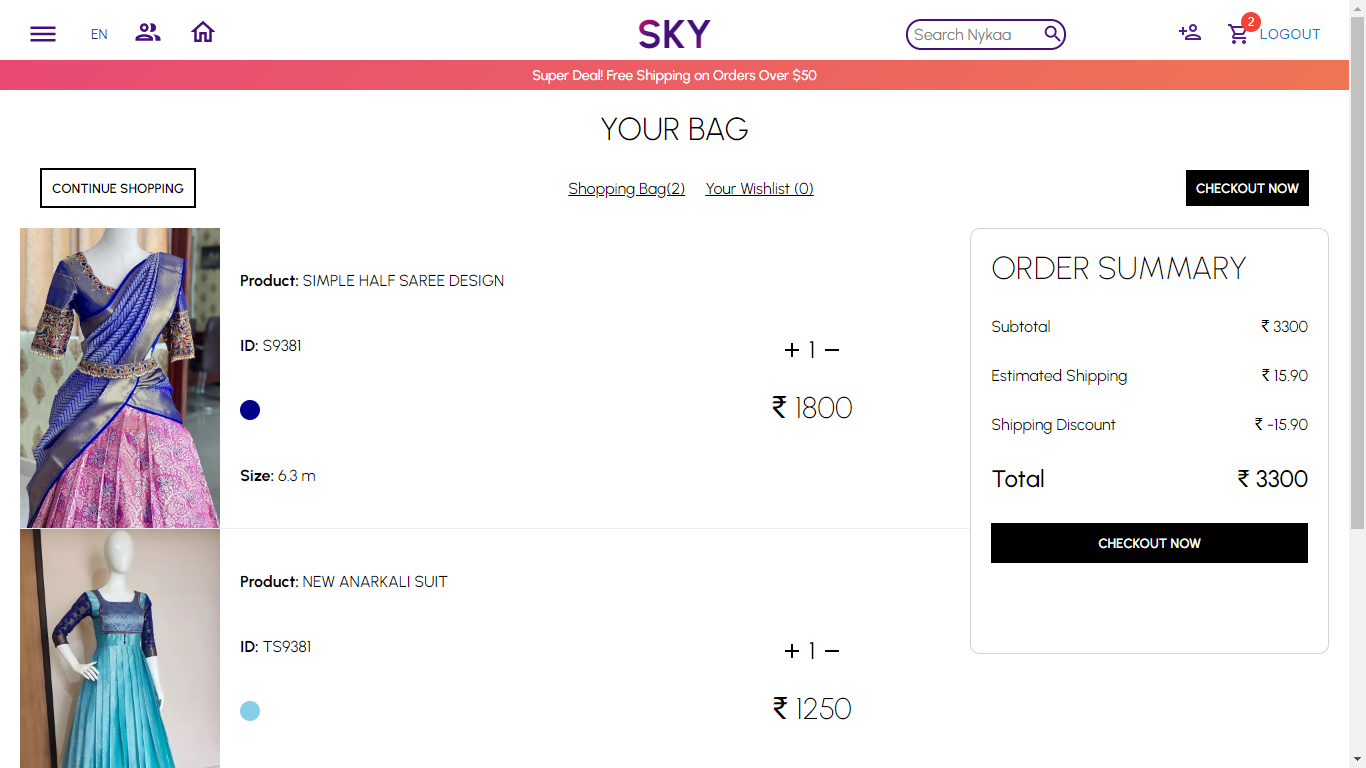 EN
SKY
Search Nykaa
2
LOGOUT
Super Deal! Free Shipping on Orders Over $50
YOUR BAG
CONTINUE SHOPPING
Shopping Bag(2)
Your Wishlist (0)
CHECKOUT NOW
Product: SIMPLE HALF SAREE DESIGN
ID: S9381
+ 1 −
₹ 1800
Size: 6.3 m
Product: NEW ANARKALI SUIT
ID: TS9381
+ 1 −
₹ 1250
ORDER SUMMARY
Subtotal ₹ 3300
Estimated Shipping ₹ 15.90
Shipping Discount ₹ -15.90
Total ₹ 3300
CHECKOUT NOW